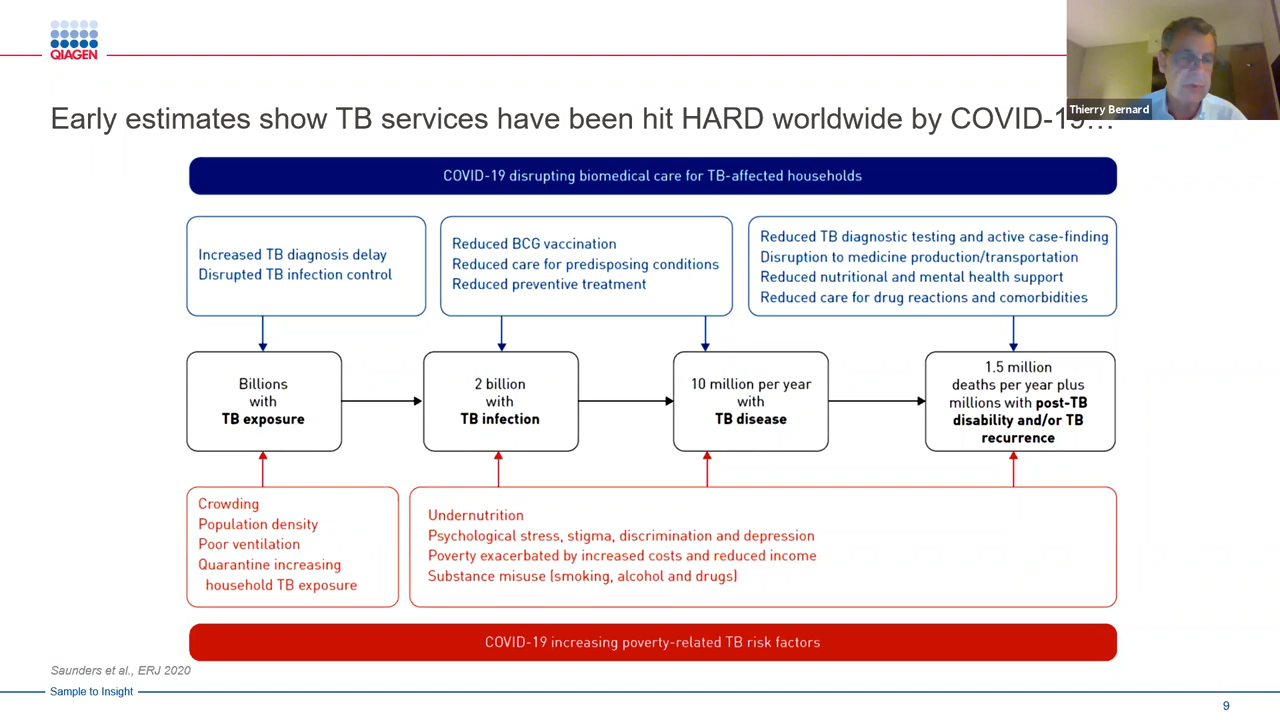 QIAGEN
Thierry Bernard
Early estimates show TB services have been hit HARD worldwide by COVID-19...
COVID-19 disrupting biomedical care for TB-affected households
Increased TB diagnosis delay
Disrupted TB infection control
Reduced BCG vaccination
Reduced care for predisposing conditions
Reduced preventive treatment
Reduced TB diagnostic testing and active case-finding
Disruption to medicine production/transportation
Reduced nutritional and mental health support
Reduced care for drug reactions and comorbidities
Billions
with
TB exposure
2 billion
with
TB infection
10 million per year
with
TB disease
1.5 million
deaths per year plus
millions with post-TB
disability and/or TB
recurrence
Crowding
Population density
Poor ventilation
Quarantine increasing
household TB exposure
Undernutrition
Psychological stress, stigma, discrimination and depression
Poverty exacerbated by increased costs and reduced income
Substance misuse (smoking, alcohol and drugs)
COVID-19 increasing poverty-related TB risk factors
Saunders et al., ERJ 2020
Sample to Insight
9